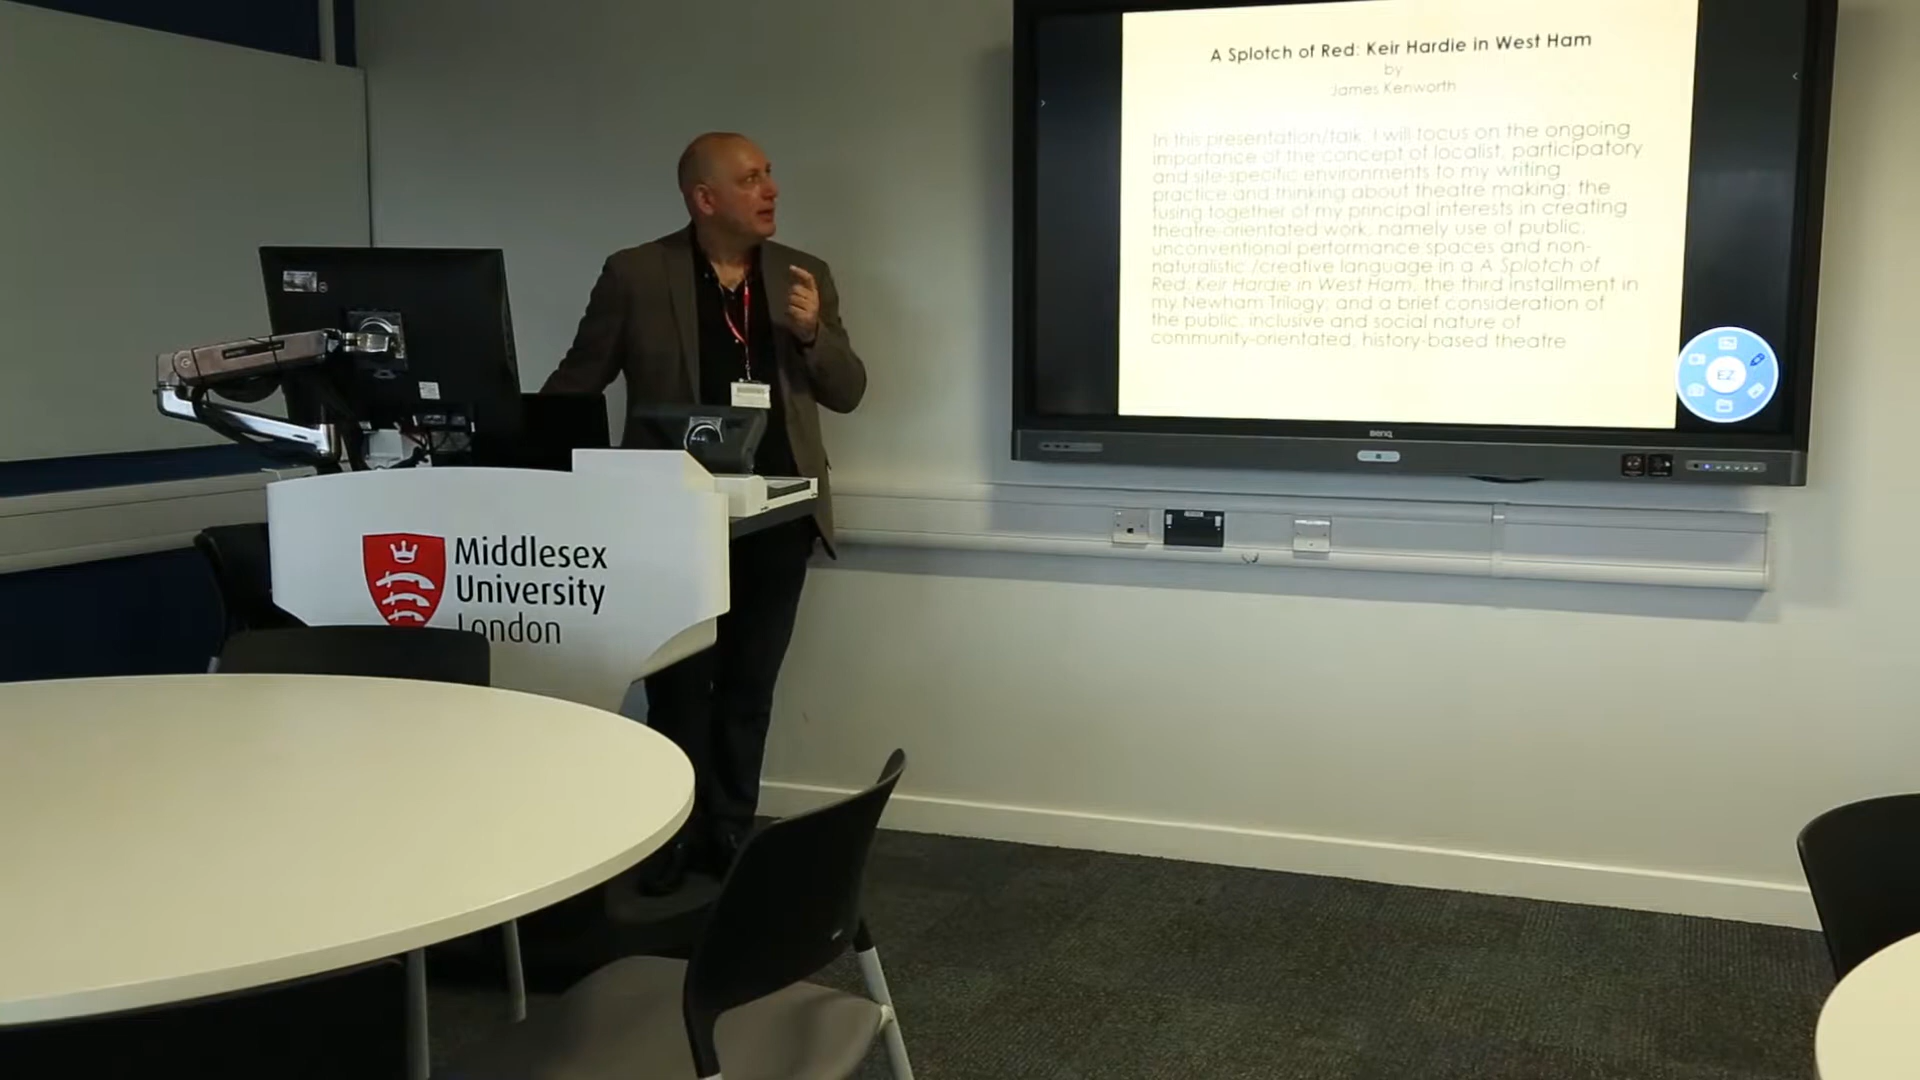 A Splotch of Red: Keir Hardie in West Ham
by
James Kenworth
In this presentation/talk, I will focus on the ongoing
importance of the concept of localist, participatory
and site-specific environments to my writing
practice and thinking about theatre making; the
fusing together of my principal interests in creating
theatre-orientated work, namely use of public,
unconventional performance spaces and non-
naturalistic /creative language in a A Splotch of
Red: Keir Hardie in West Ham, the third installment in
my Newham Trilogy; and a brief consideration of
the public, inclusive and social nature of
community-orientated, history-based theatre
EZ
BenQ
Middlesex
University
London